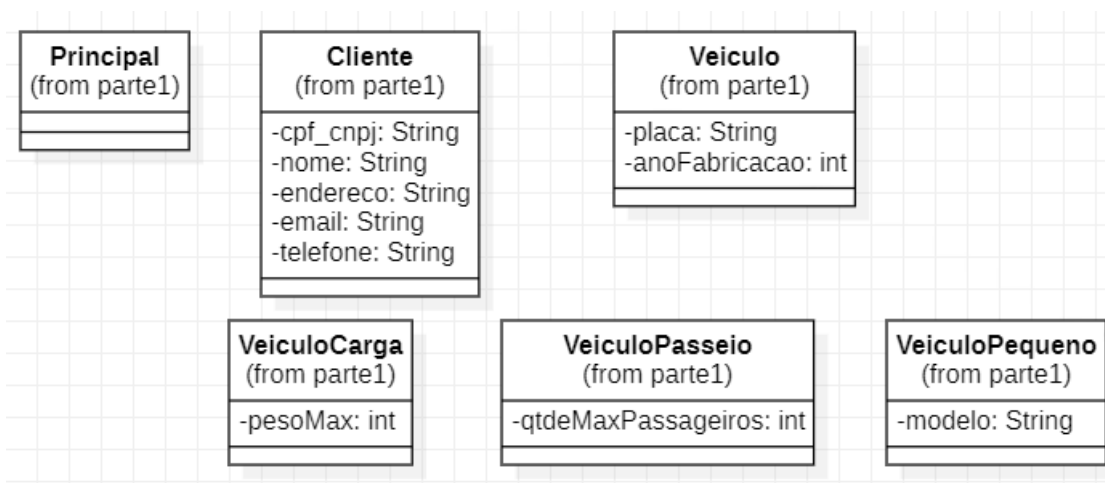 Principal
(from parte1)
Cliente
(from parte1)
-cpf_cnpj: String
-nome: String
-endereco: String
-email: String
-telefone: String
Veiculo
(from parte1)
-placa: String
-anoFabricacao: int
VeiculoCarga
(from parte1)
-pesoMax: int
VeiculoPasseio
(from parte1)
-qtdeMaxPassageiros: int
VeiculoPequeno
(from parte1)
-modelo: String